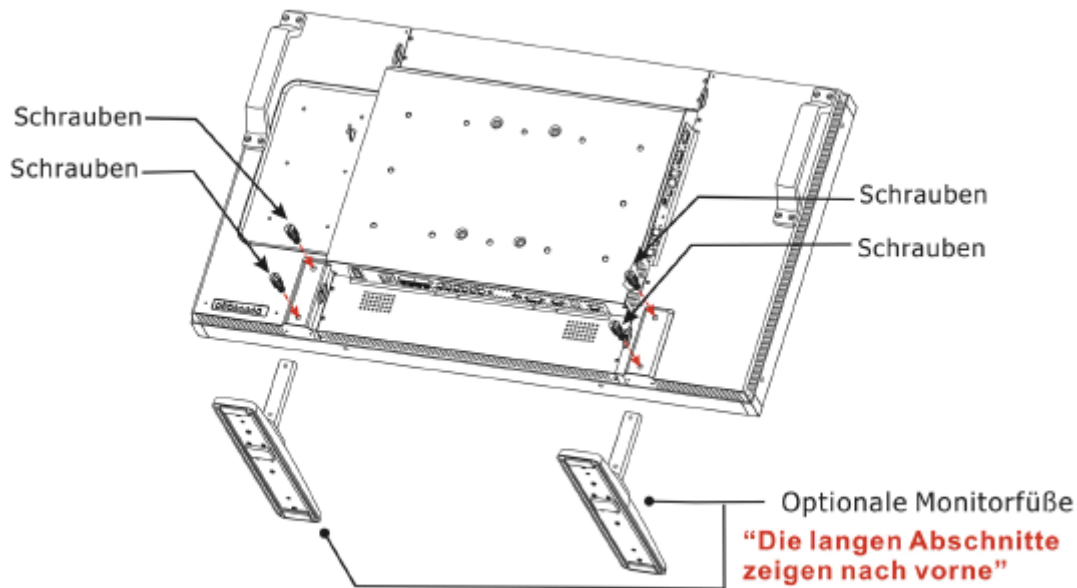 Schrauben
Schrauben
Schrauben
Schrauben
Optionale Monitorfüße
“Die langen Abschnitte
zeigen nach vorne”